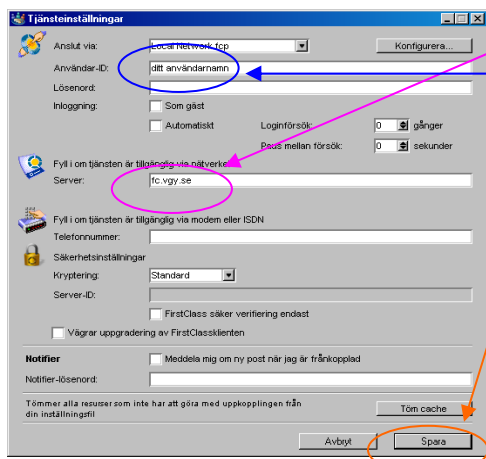 Tjänsteinställningar
Anslut via: Local Network.fcp Konfigurera...
Användar-ID: ditt användarnamn
Lösenord:
Inloggning: Som gäst
Automatiskt Loginförsök: 0 gånger
Paus mellan försök: 0 sekunder
Fyll i om tjänsten är tillgänglig via nätverket
Server: fc.vgy.se
Fyll i om tjänsten är tillgänglig via modem eller ISDN
Telefonnummer:
Säkerhetsinställningar
Kryptering: Standard
Server-ID:
FirstClass säker verifiering endast
Vägrar uppgradering av FirstClassklienten
Notifier Meddela mig om ny post när jag är frånkopplad
Notifier-lösenord:
Tömmer alla resurser som inte har att göra med uppkopplingen från
din inställningsfil Töm cache
Avbryt Spara